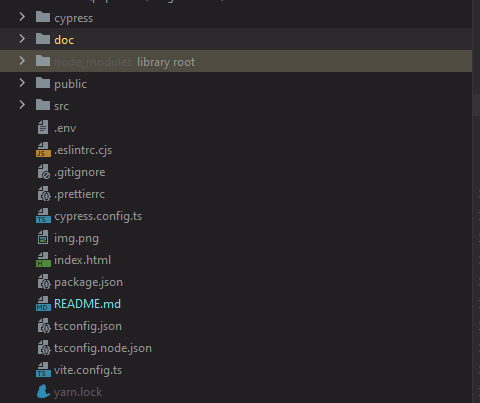 cypress
doc
node_modules library root
public
src
.env
.eslintrc.cjs
.gitignore
.prettierrc
cypress.config.ts
img.png
index.html
package.json
README.md
tsconfig.json
tsconfig.node.json
vite.config.ts
yarn.lock